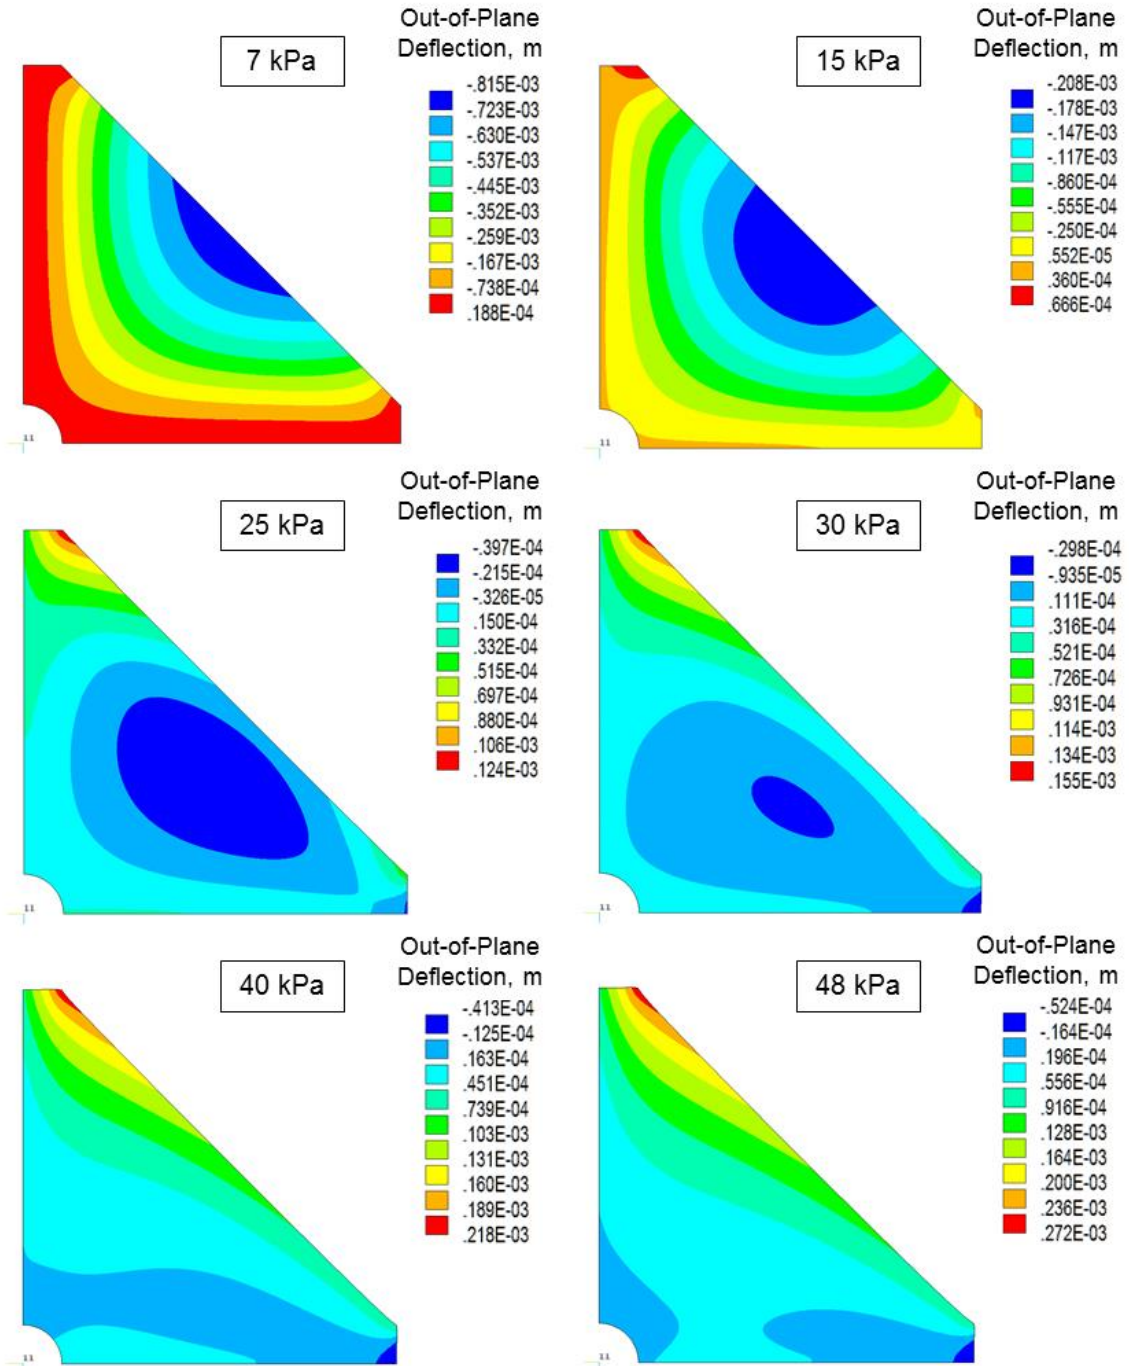 Out-of-Plane
Deflection, m
7 kPa
-.815E-03
-.723E-03
-.630E-03
-.537E-03
-.445E-03
-.352E-03
-.259E-03
-.167E-03
-.738E-04
.188E-04
11
Out-of-Plane
Deflection, m
15 kPa
-.208E-03
-.178E-03
-.147E-03
-.117E-03
-.860E-04
-.555E-04
-.250E-04
.552E-05
.360E-04
.666E-04
11
Out-of-Plane
Deflection, m
25 kPa
-.397E-04
-.215E-04
-.326E-05
.150E-04
.332E-04
.515E-04
.697E-04
.880E-04
.106E-03
.124E-03
11
Out-of-Plane
Deflection, m
30 kPa
-.298E-04
-.935E-05
.111E-04
.316E-04
.521E-04
.726E-04
.931E-04
.114E-03
.134E-03
.155E-03
11
Out-of-Plane
Deflection, m
40 kPa
-.413E-04
-.125E-04
.163E-04
.451E-04
.739E-04
.103E-03
.131E-03
.160E-03
.189E-03
.218E-03
11
Out-of-Plane
Deflection, m
48 kPa
-.524E-04
-.164E-04
.196E-04
.556E-04
.916E-04
.128E-03
.164E-03
.200E-03
.236E-03
.272E-03
11